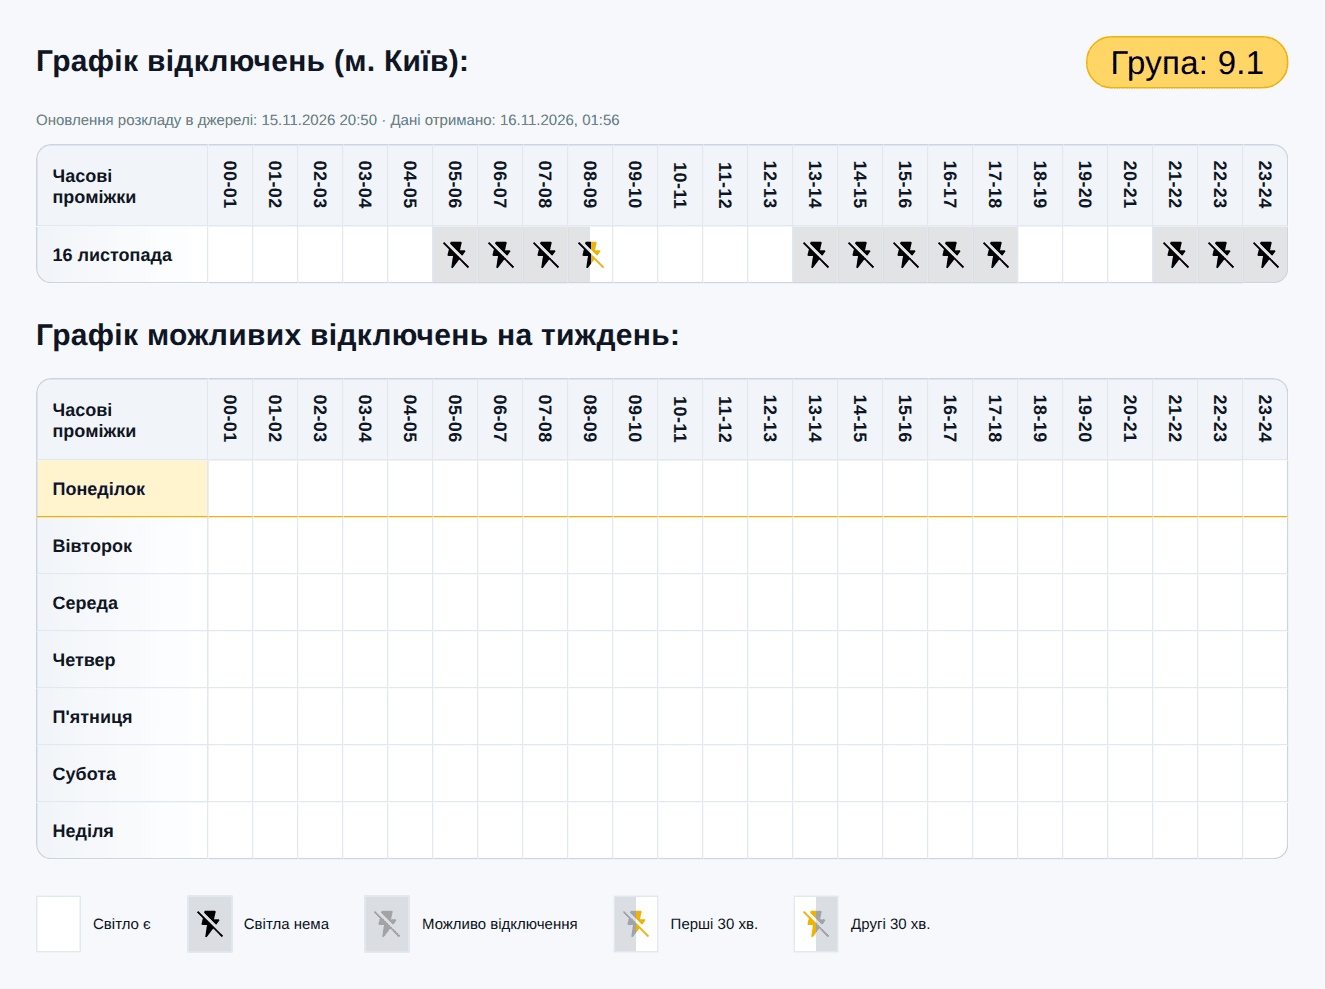 Графік відключень (м. Київ):
Група: 9.1
Оновлення розкладу в джерелі: 15.11.2026 20:50 · Дані отримано: 16.11.2026, 01:56
Часові проміжки 00-01 01-02 02-03 03-04 04-05 05-06 06-07 07-08 08-09 09-10 10-11 11-12 12-13 13-14 14-15 15-16 16-17 17-18 18-19 19-20 20-21 21-22 22-23 23-24
16 листопада
Графік можливих відключень на тиждень:
Часові проміжки 00-01 01-02 02-03 03-04 04-05 05-06 06-07 07-08 08-09 09-10 10-11 11-12 12-13 13-14 14-15 15-16 16-17 17-18 18-19 19-20 20-21 21-22 22-23 23-24
Понеділок
Вівторок
Середа
Четвер
П'ятниця
Субота
Неділя
Світло є Світла нема Можливо відключення Перші 30 хв. Другі 30 хв.